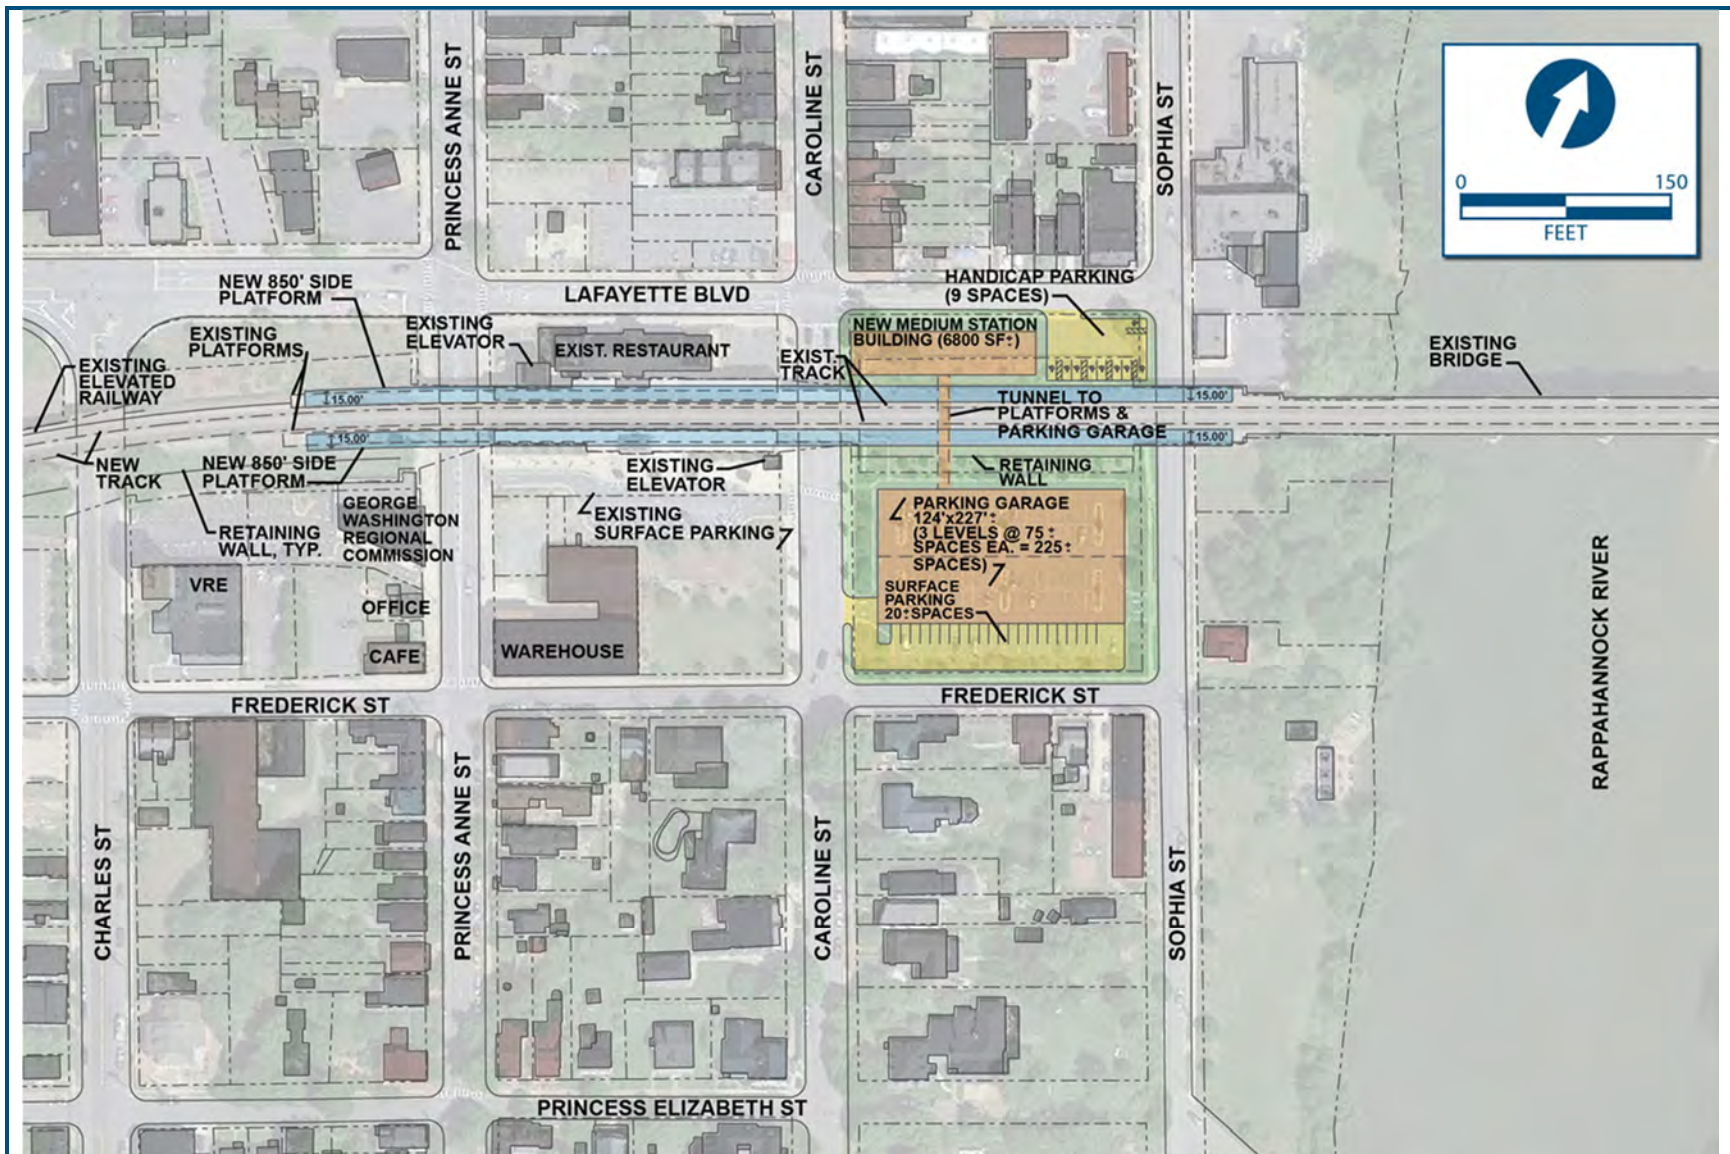 PRINCESS ANNE ST
CAROLINE ST
SOPHIA ST
0 150
FEET
NEW 850' SIDE
PLATFORM
LAFAYETTE BLVD
HANDICAP PARKING
(9 SPACES)
EXISTING
PLATFORMS
EXISTING
ELEVATOR
EXIST. RESTAURANT
NEW MEDIUM STATION
BUILDING (6800 SF±)
EXISTING
BRIDGE
EXISTING
ELEVATED
RAILWAY
EXIST.
TRACK
15.00'
15.00'
TUNNEL TO
PLATFORMS &
PARKING GARAGE
15.00'
15.00'
NEW
TRACK
NEW 850' SIDE
PLATFORM
EXISTING
ELEVATOR
RETAINING
WALL
RETAINING
WALL, TYP.
GEORGE
WASHINGTON
REGIONAL
COMMISSION
EXISTING
SURFACE PARKING
PARKING GARAGE
124'x227'±
(3 LEVELS @ 75 ±
SPACES EA. = 225±
SPACES)
SURFACE
PARKING
20± SPACES
VRE
OFFICE
CAFE
WAREHOUSE
FREDERICK ST
FREDERICK ST
RAPPAHANNOCK RIVER
CHARLES ST
PRINCESS ANNE ST
CAROLINE ST
SOPHIA ST
PRINCESS ELIZABETH ST